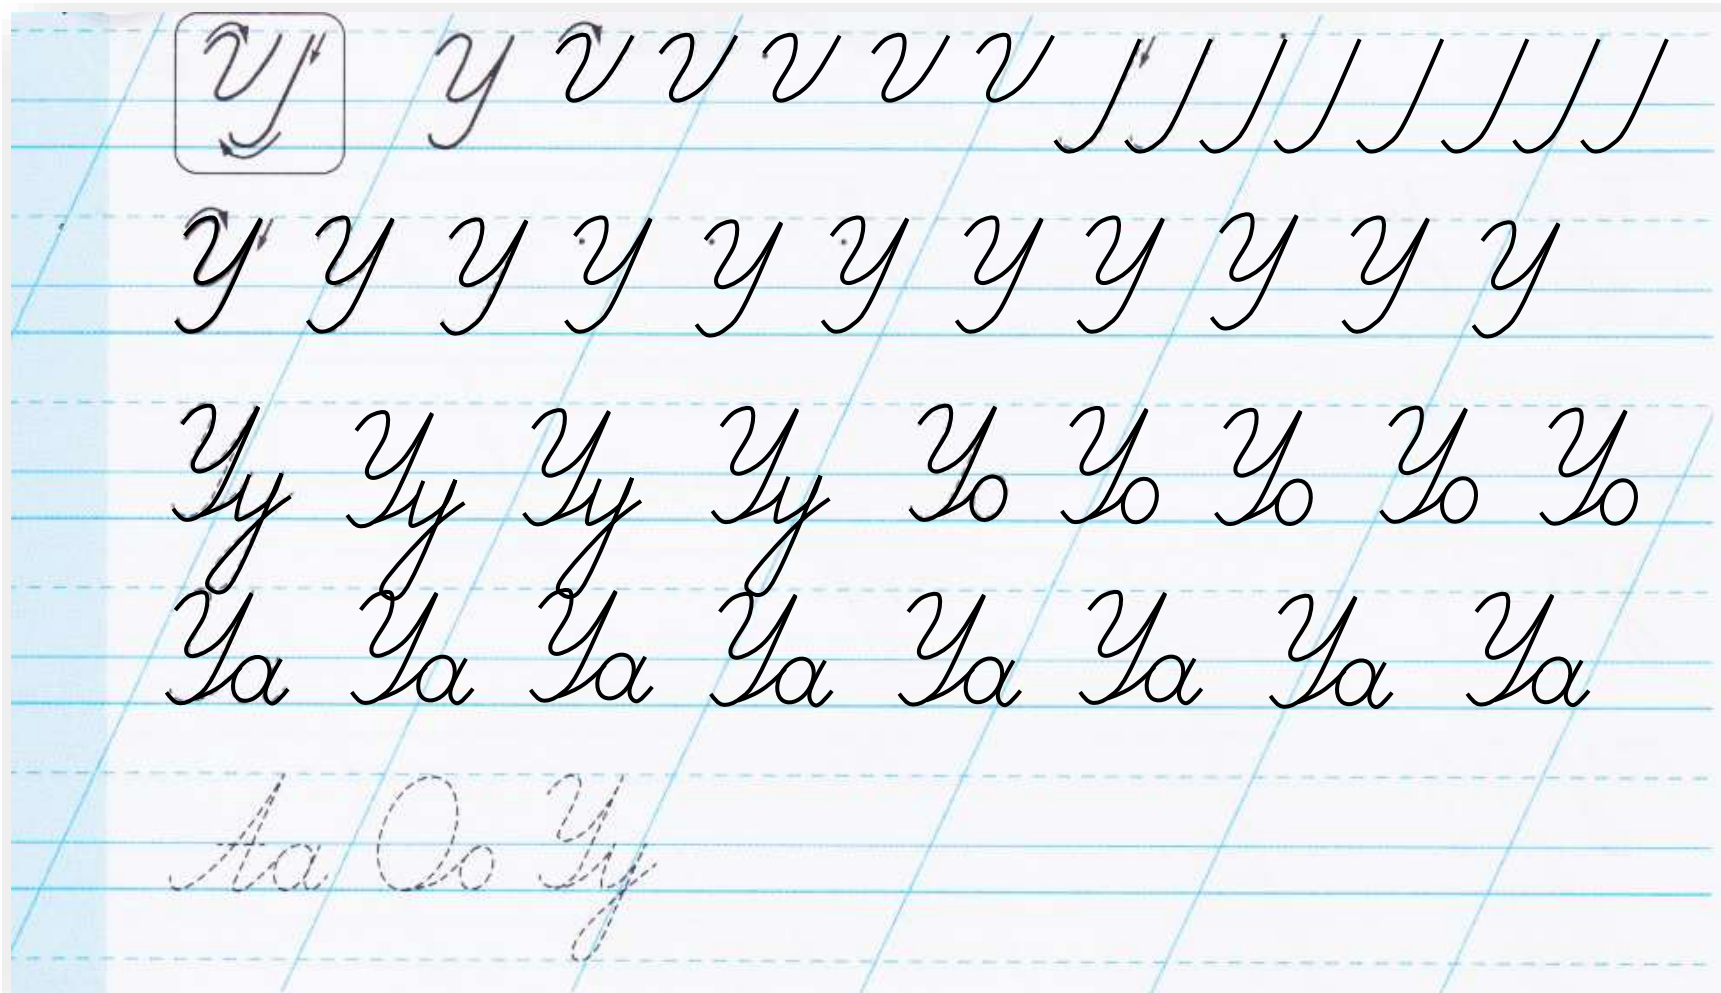 У
У У У У У У У У У У У
Уу Уу Уу Уу Уо Уо Уо Уо Уо
Уа Уа Уа Уа Уа Уа Уа Уа
Аа Оо Уу